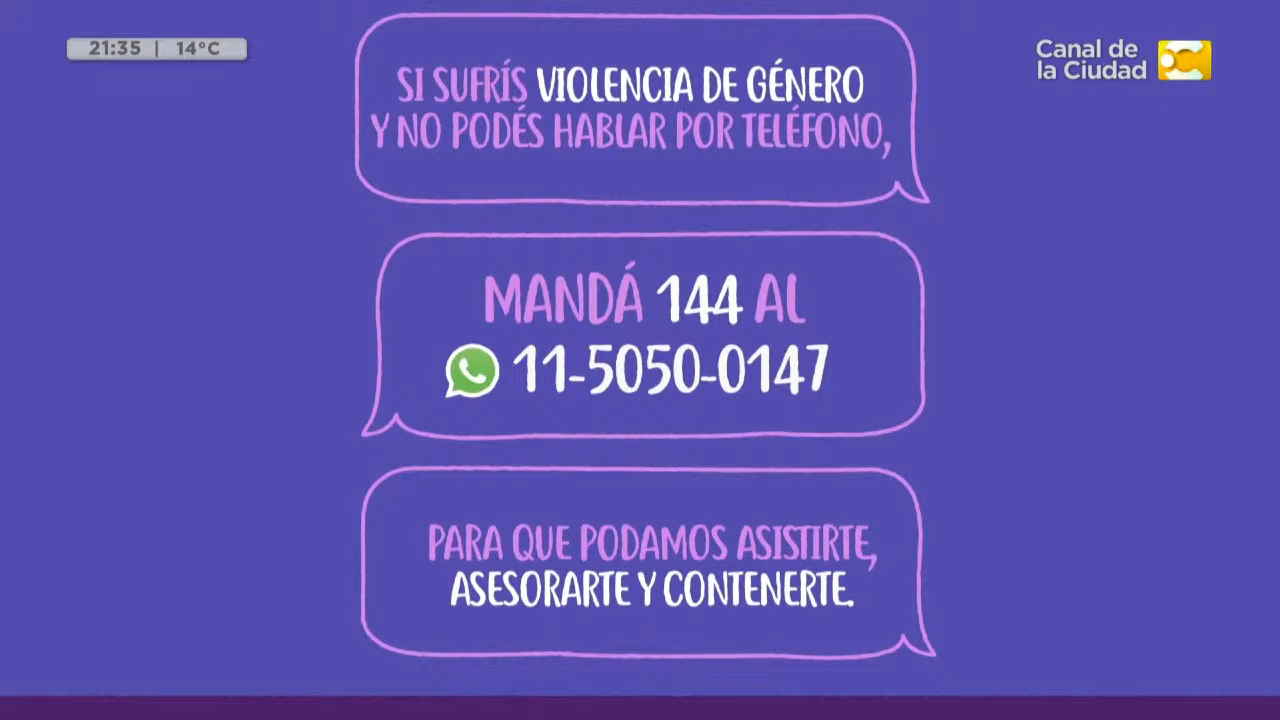 21:35 | 14°C
Canal de
la Ciudad
SI SUFRÍS VIOLENCIA DE GÉNERO
Y NO PODÉS HABLAR POR TELÉFONO,
MANDÁ 144 AL
11-5050-0147
PARA QUE PODAMOS ASISTIRTE,
ASESORARTE Y CONTENERTE.